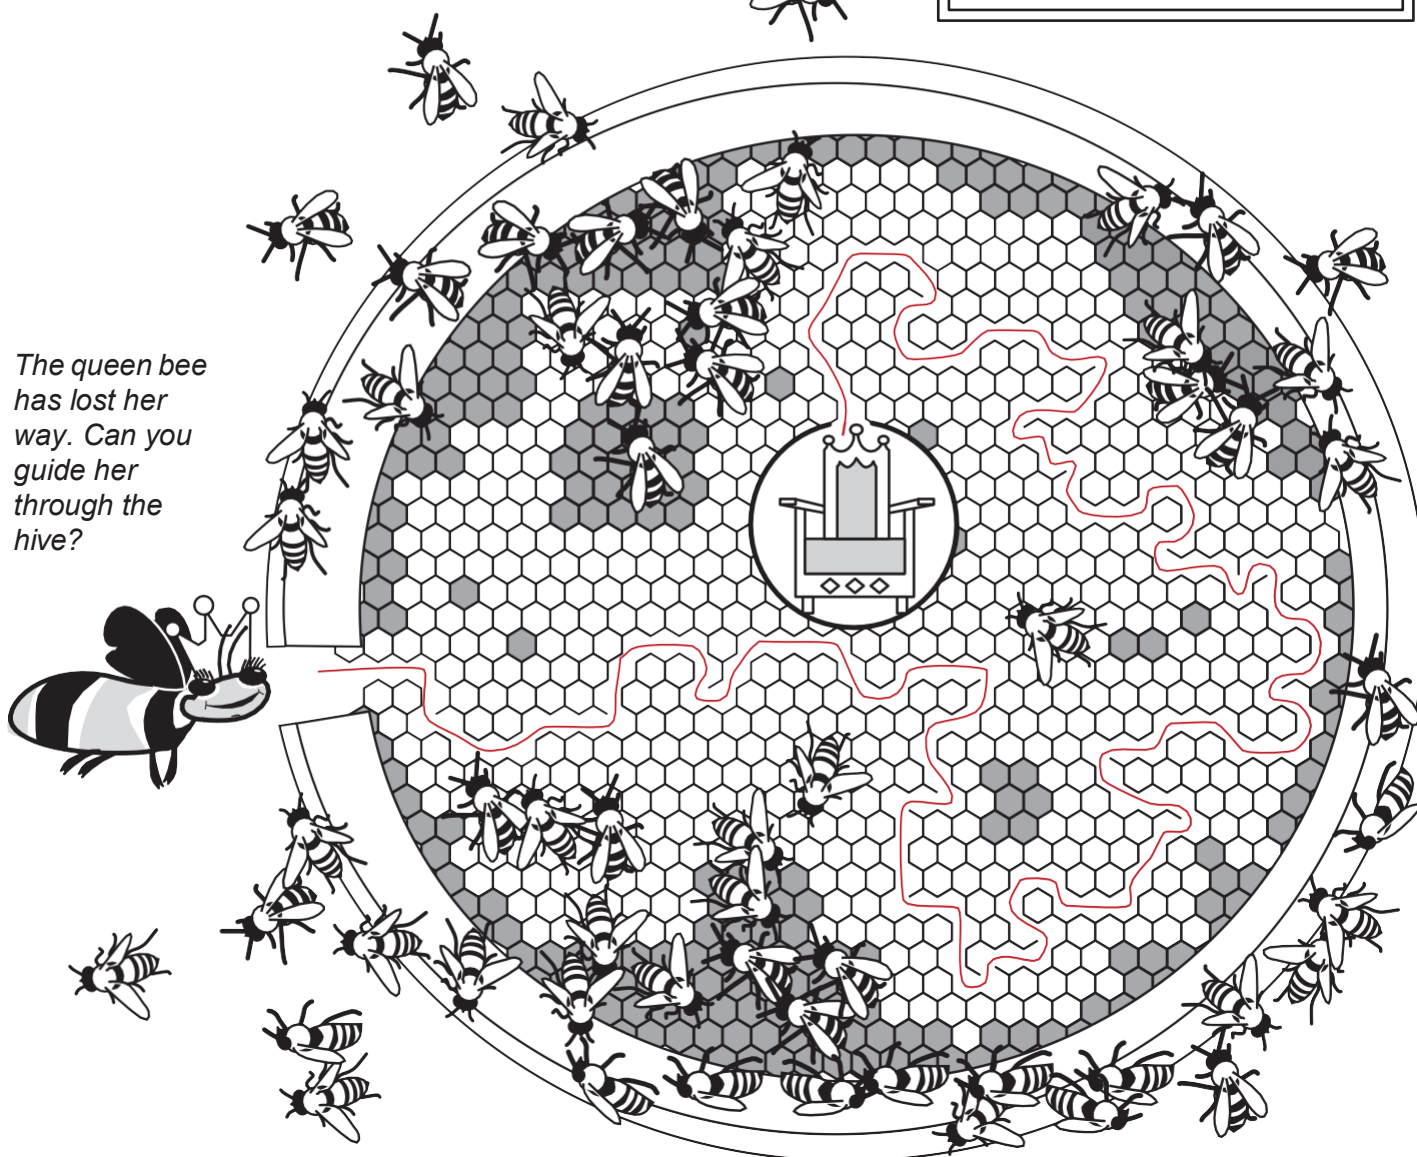 The queen bee
has lost her
way. Can you
guide her
through the
hive?